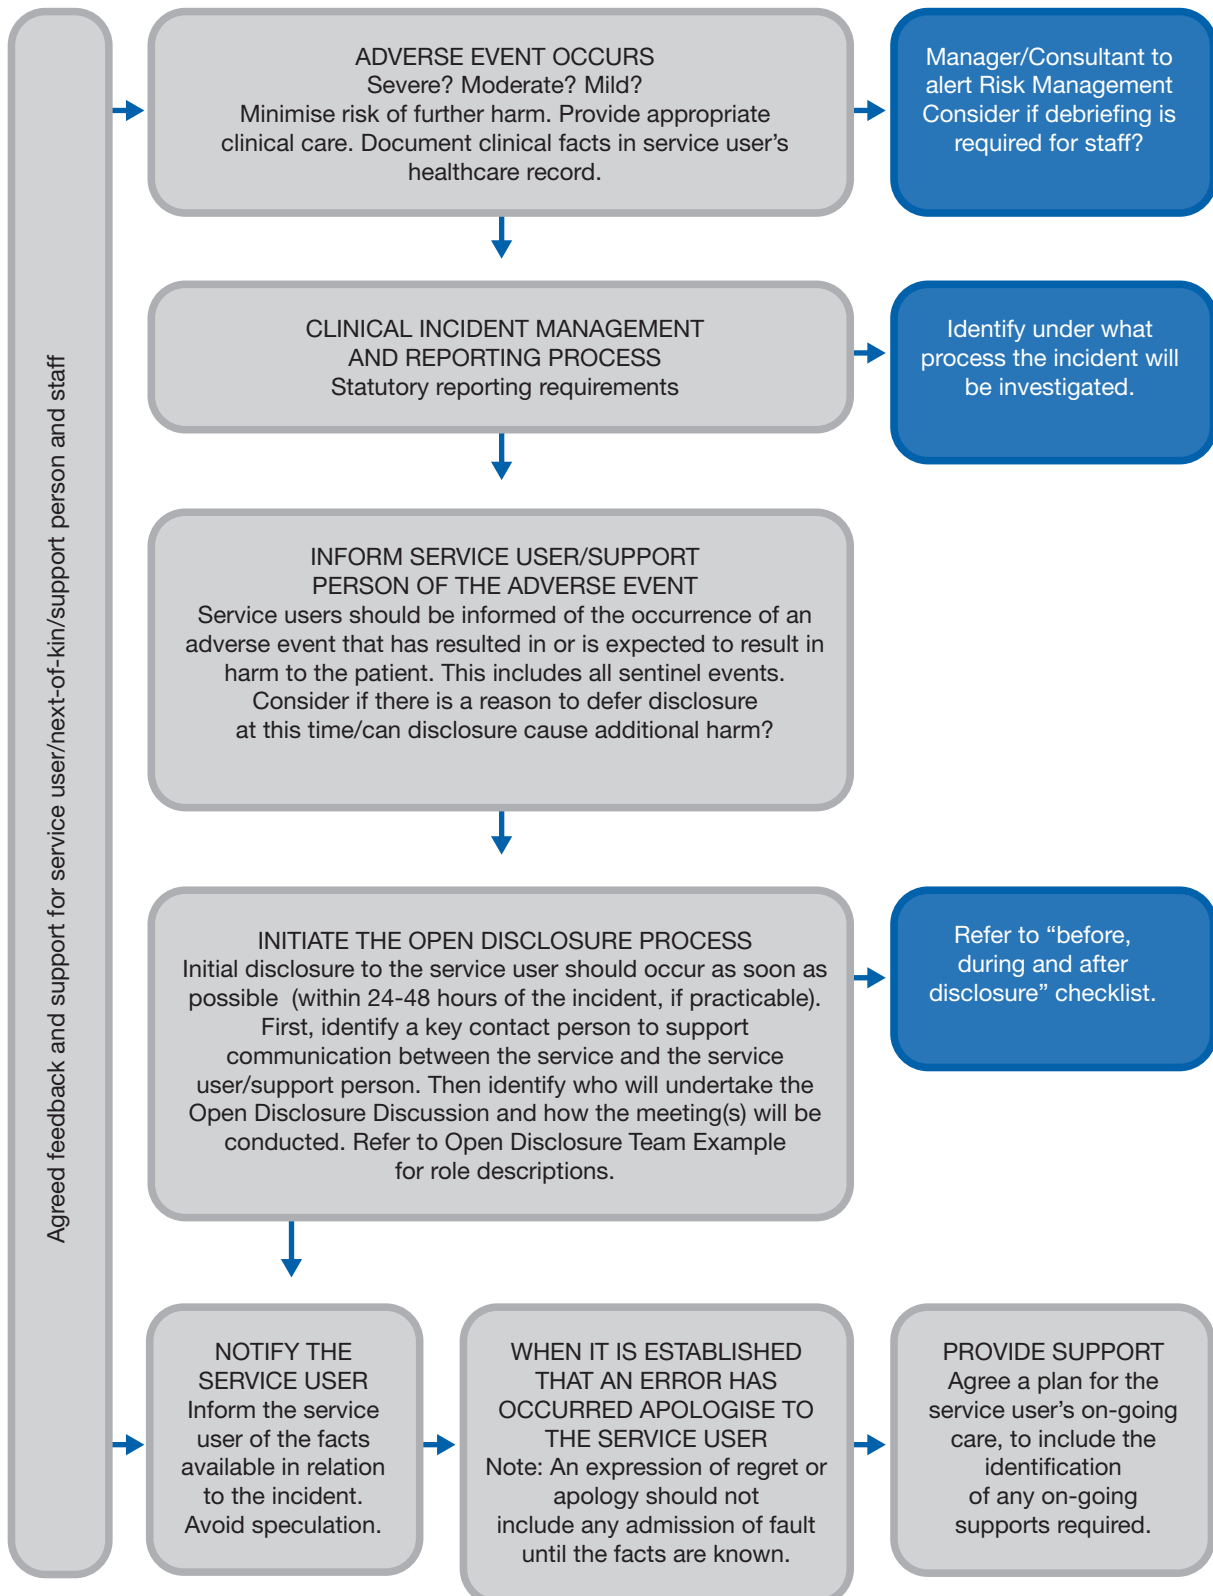 Agreed feedback and support for service user/next-of-kin/support person and staff
ADVERSE EVENT OCCURS
Severe? Moderate? Mild?
Minimise risk of further harm. Provide appropriate
clinical care. Document clinical facts in service user's
healthcare record.
Manager/Consultant to
alert Risk Management
Consider if debriefing is
required for staff?
CLINICAL INCIDENT MANAGEMENT
AND REPORTING PROCESS
Statutory reporting requirements
Identify under what
process the incident will
be investigated.
INFORM SERVICE USER/SUPPORT
PERSON OF THE ADVERSE EVENT
Service users should be informed of the occurrence of an
adverse event that has resulted in or is expected to result in
harm to the patient. This includes all sentinel events.
Consider if there is a reason to defer disclosure
at this time/can disclosure cause additional harm?
INITIATE THE OPEN DISCLOSURE PROCESS
Initial disclosure to the service user should occur as soon as
possible (within 24-48 hours of the incident, if practicable).
First, identify a key contact person to support
communication between the service and the service
user/support person. Then identify who will undertake the
Open Disclosure Discussion and how the meeting(s) will be
conducted. Refer to Open Disclosure Team Example
for role descriptions.
Refer to “before,
during and after
disclosure” checklist.
NOTIFY THE
SERVICE USER
Inform the service
user of the facts
available in relation
to the incident.
Avoid speculation.
WHEN IT IS ESTABLISHED
THAT AN ERROR HAS
OCCURRED APOLOGISE TO
THE SERVICE USER
Note: An expression of regret or
apology should not
include any admission of fault
until the facts are known.
PROVIDE SUPPORT
Agree a plan for the
service user's on-going
care, to include the
identification
of any on-going
supports required.